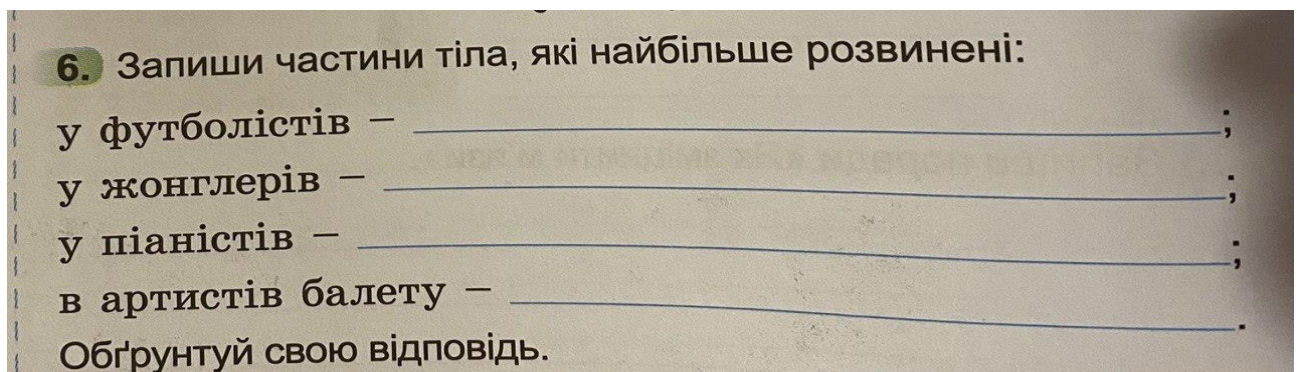 6. Запиши частини тіла, які найбільше розвинені:
у футболістів – ;
у жонглерів – ;
у піаністів – ;
в артистів балету – .
Обґрунтуй свою відповідь.